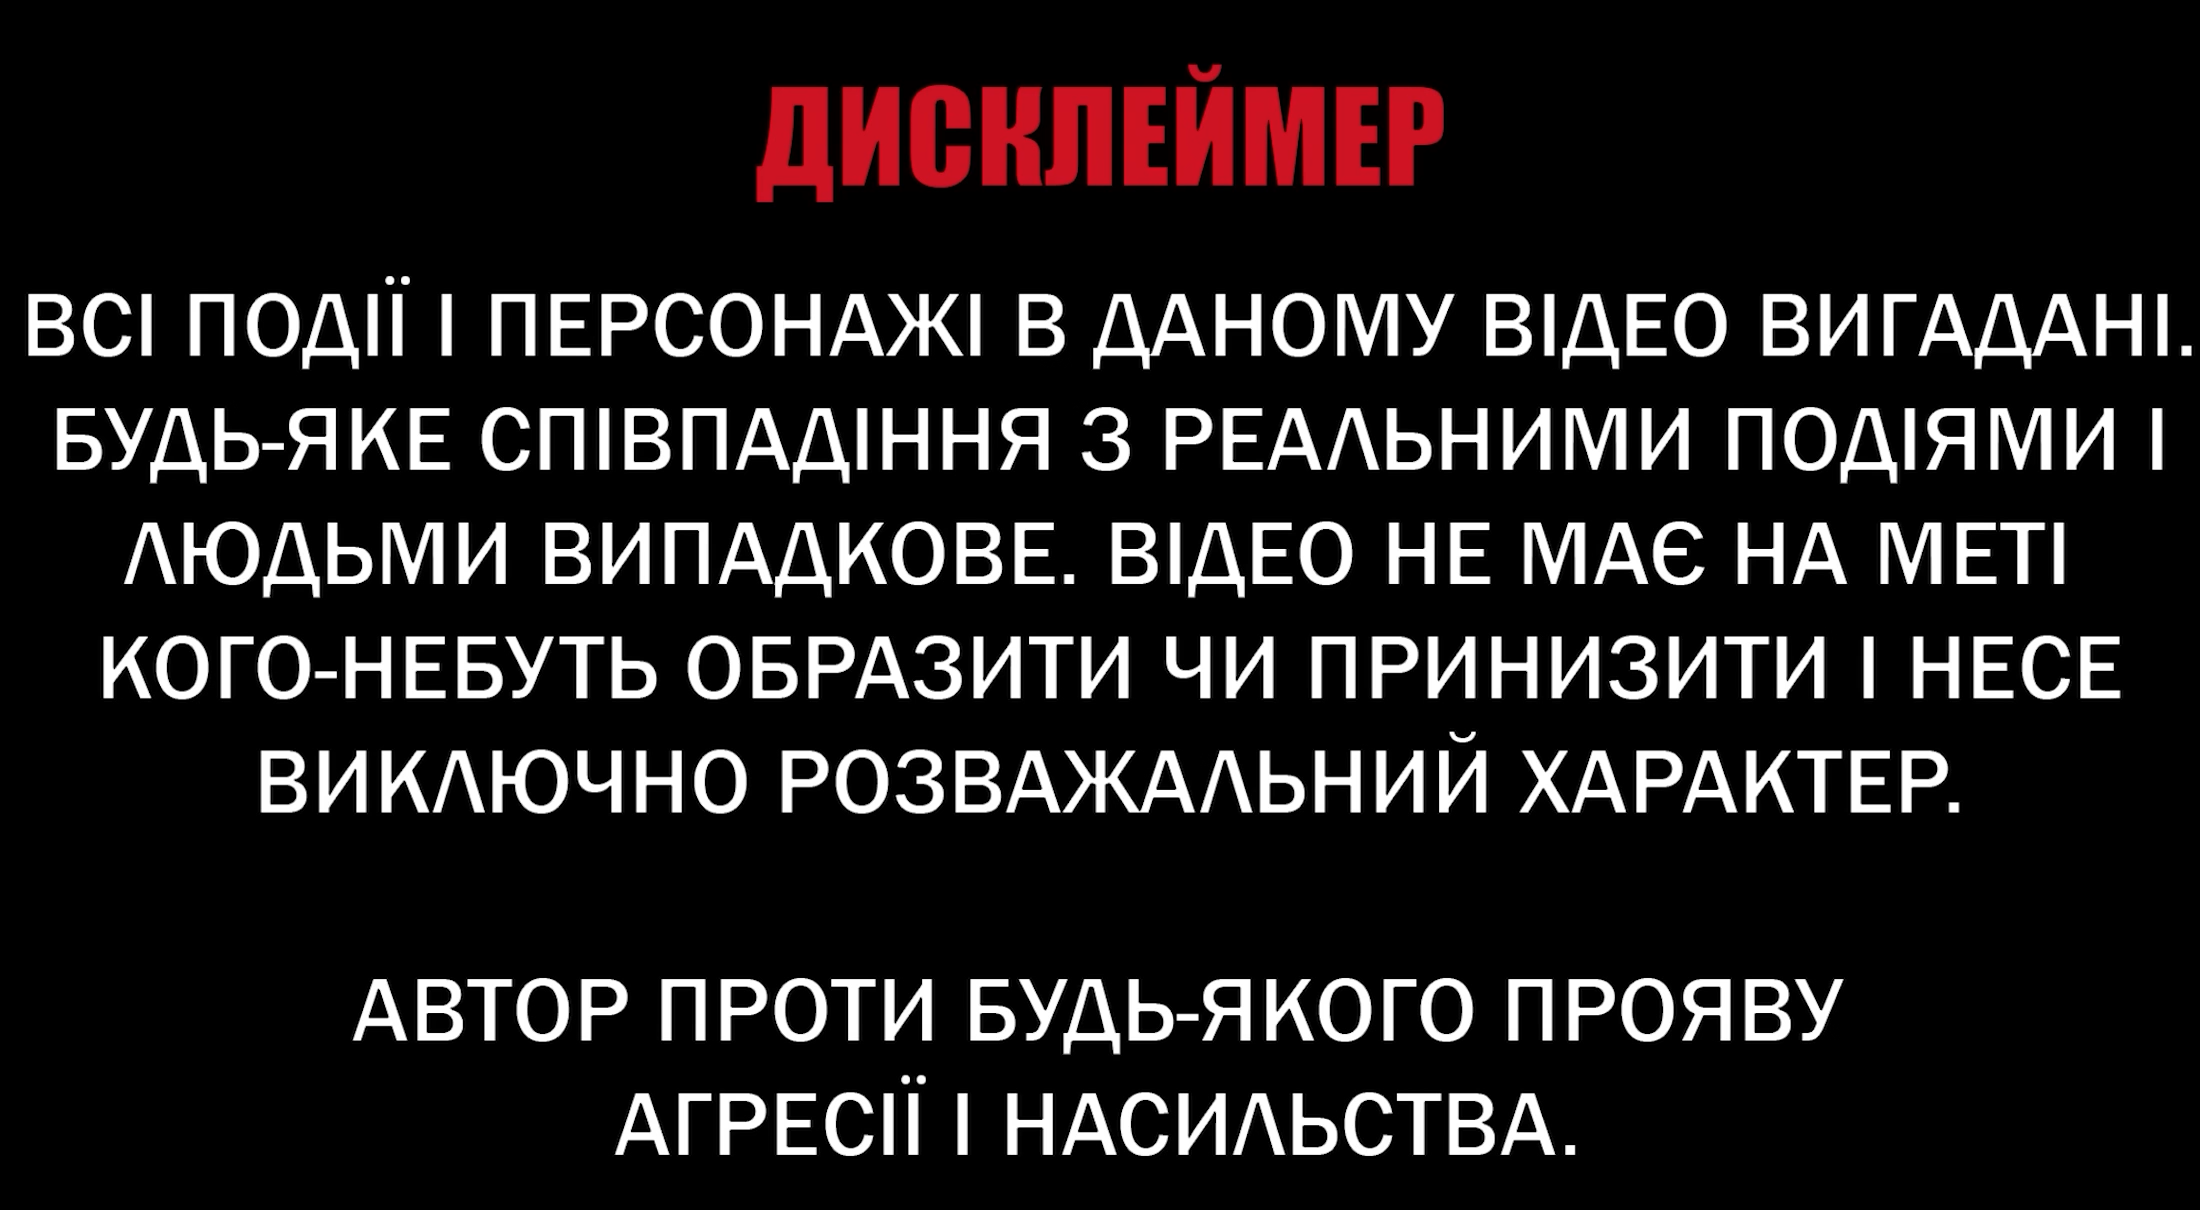 ДИСКЛЕЙМЕР
ВСІ ПОДІЇ І ПЕРСОНАЖІ В ДАНОМУ ВІДЕО ВИГАДАНІ.
БУДЬ-ЯКЕ СПІВПАДІННЯ З РЕАЛЬНИМИ ПОДІЯМИ І
ЛЮДЬМИ ВИПАДКОВЕ. ВІДЕО НЕ МАЄ НА МЕТІ
КОГО-НЕБУТЬ ОБРАЗИТИ ЧИ ПРИНИЗИТИ І НЕСЕ
ВИКЛЮЧНО РОЗВАЖАЛЬНИЙ ХАРАКТЕР.
АВТОР ПРОТИ БУДЬ-ЯКОГО ПРОЯВУ
АГРЕСІЇ І НАСИЛЬСТВА.